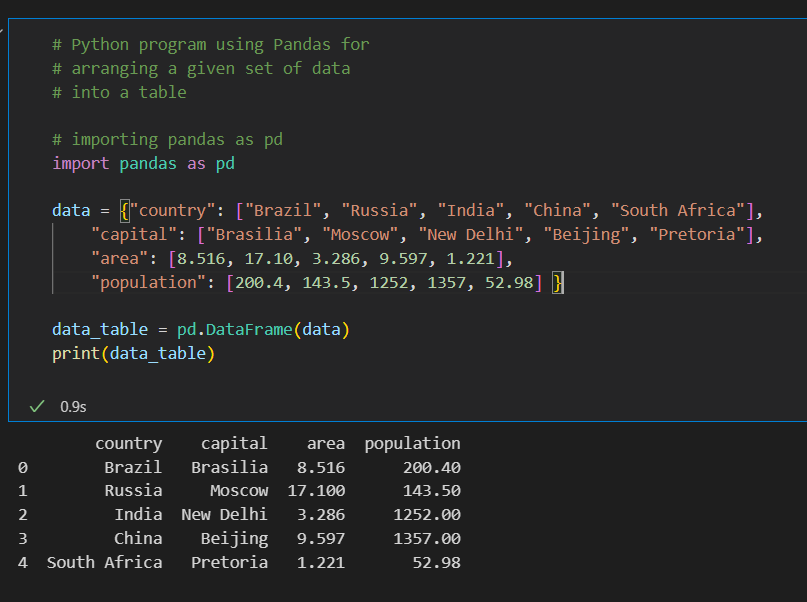 # Python program using Pandas for
# arranging a given set of data
# into a table
# importing pandas as pd
import pandas as pd
data = {"country": ["Brazil", "Russia", "India", "China", "South Africa"],
"capital": ["Brasilia", "Moscow", "New Delhi", "Beijing", "Pretoria"],
"area": [8.516, 17.10, 3.286, 9.597, 1.221],
"population": [200.4, 143.5, 1252, 1357, 52.98] }
data_table = pd.DataFrame(data)
print(data_table)
0.9s
country capital area population
0 Brazil Brasilia 8.516 200.40
1 Russia Moscow 17.100 143.50
2 India New Delhi 3.286 1252.00
3 China Beijing 9.597 1357.00
4 South Africa Pretoria 1.221 52.98